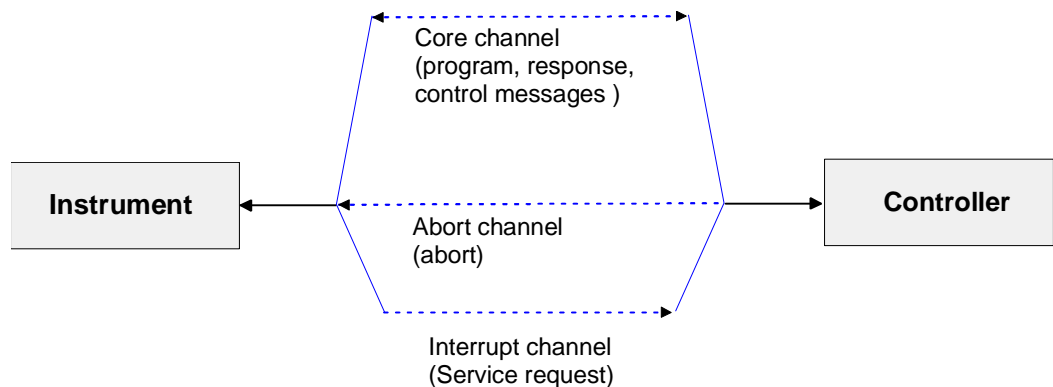 Core channel
(program, response,
control messages )
Instrument
Controller
Abort channel
(abort)
Interrupt channel
(Service request)